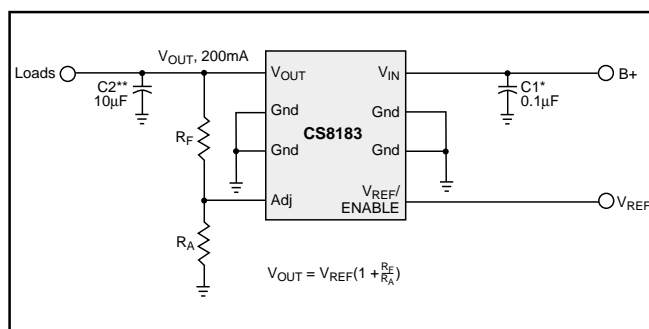 V_OUT, 200mA
Loads
C2**
10μF
V_OUT
V_IN
C1*
0.1μF
B+
Gnd
Gnd
CS8183
R_F
Gnd
Gnd
V_REF/
ENABLE
Adj
V_REF
R_A
V_OUT = V_REF(1 + R_F/R_A)